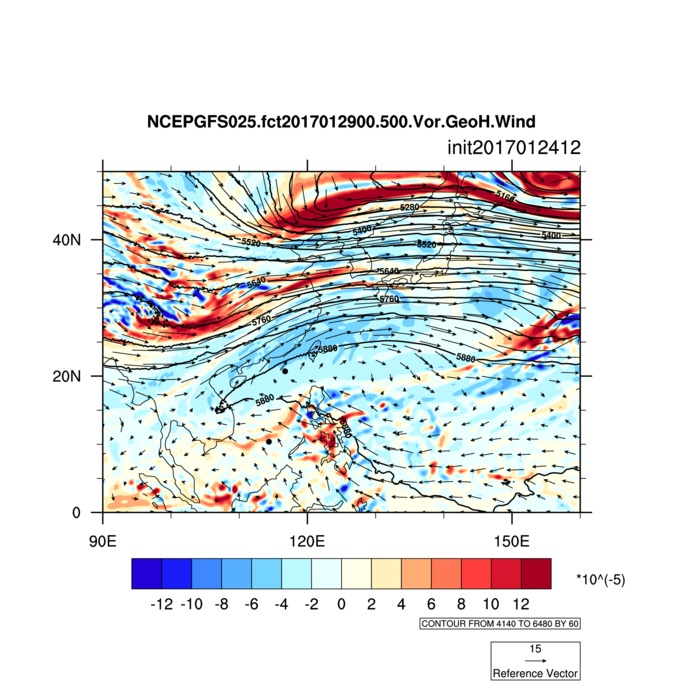 NCEPGFS025.fct2017012900.500.Vor.GeoH.Wind
init2017012412
5166
5280
5400
5400
5520
5520
5640
5640
5760
5760
5880
5880
5880
5880
40N
20N
0
90E 120E 150E
-12 -10 -8 -6 -4 -2 0 2 4 6 8 10 12
*10^(-5)
CONTOUR FROM 4140 TO 6480 BY 60
15
Reference Vector